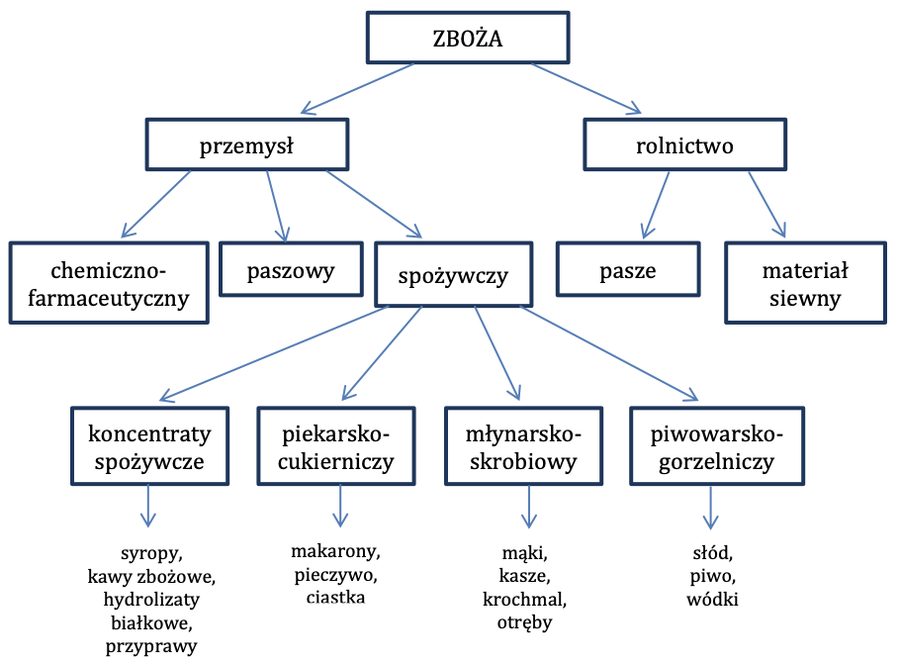 ZBOŻA
przemysł
rolnictwo
chemiczno-
farmaceutyczny
paszowy
spożywczy
pasze
materiał
siewny
koncentraty
spożywcze
piekarsko-
cukierniczy
młynarsko-
skrobiowy
piwowarsko-
gorzelniczy
syropy,
kawy zbożowe,
hydrolizaty
białkowe,
przyprawy
makarony,
pieczywo,
ciastka
mąki,
kasze,
krochmal,
otręby
słód,
piwo,
wódki